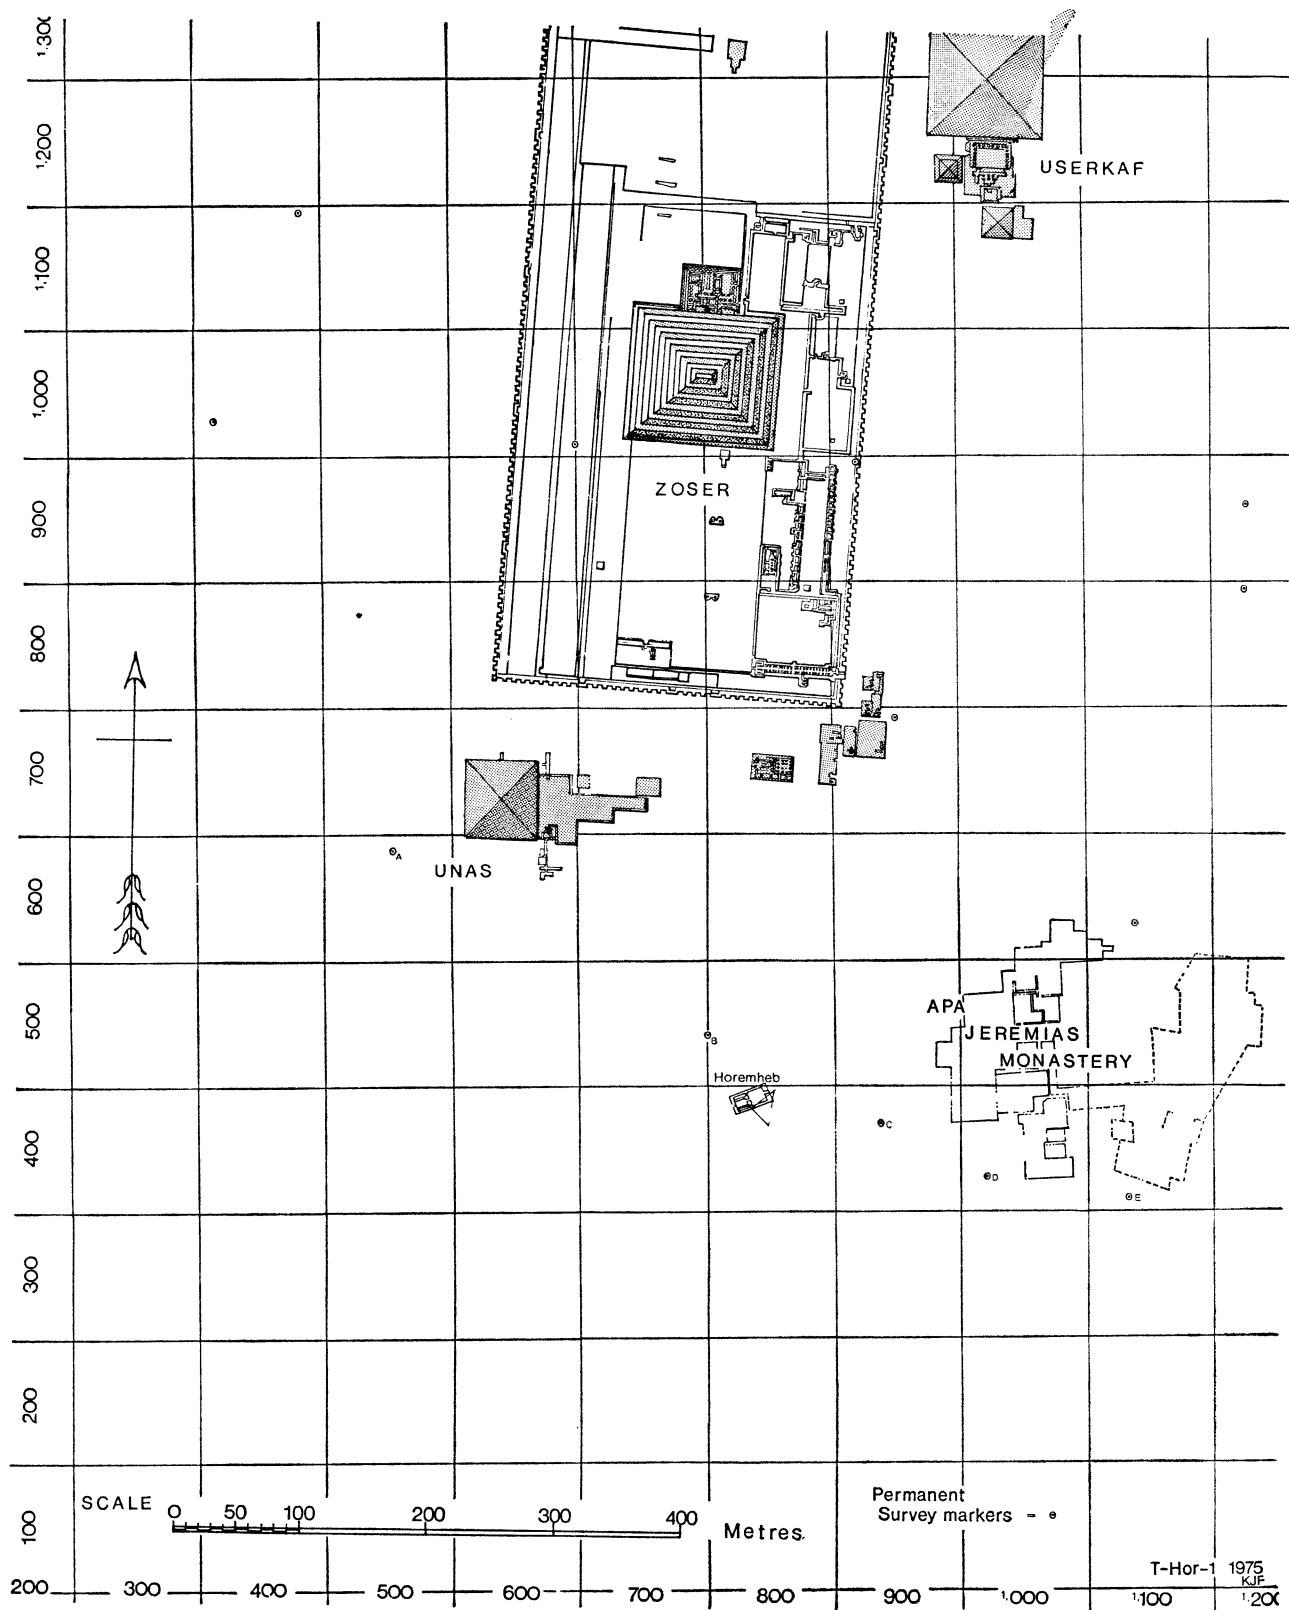 1,300
1,200
USERKAF
1,100
1,000
ZOSER
900
800
700
A
UNAS
600
APA
500
B
JEREMIAS
MONASTERY
Horemheb
C
400
D
E
300
200
SCALE 0 50 100 200 300 400 Metres.
Permanent
Survey markers -
100
T-Hor-1 1975
KJF
200 300 400 500 600 700 800 900 1,000 1,100 1,200